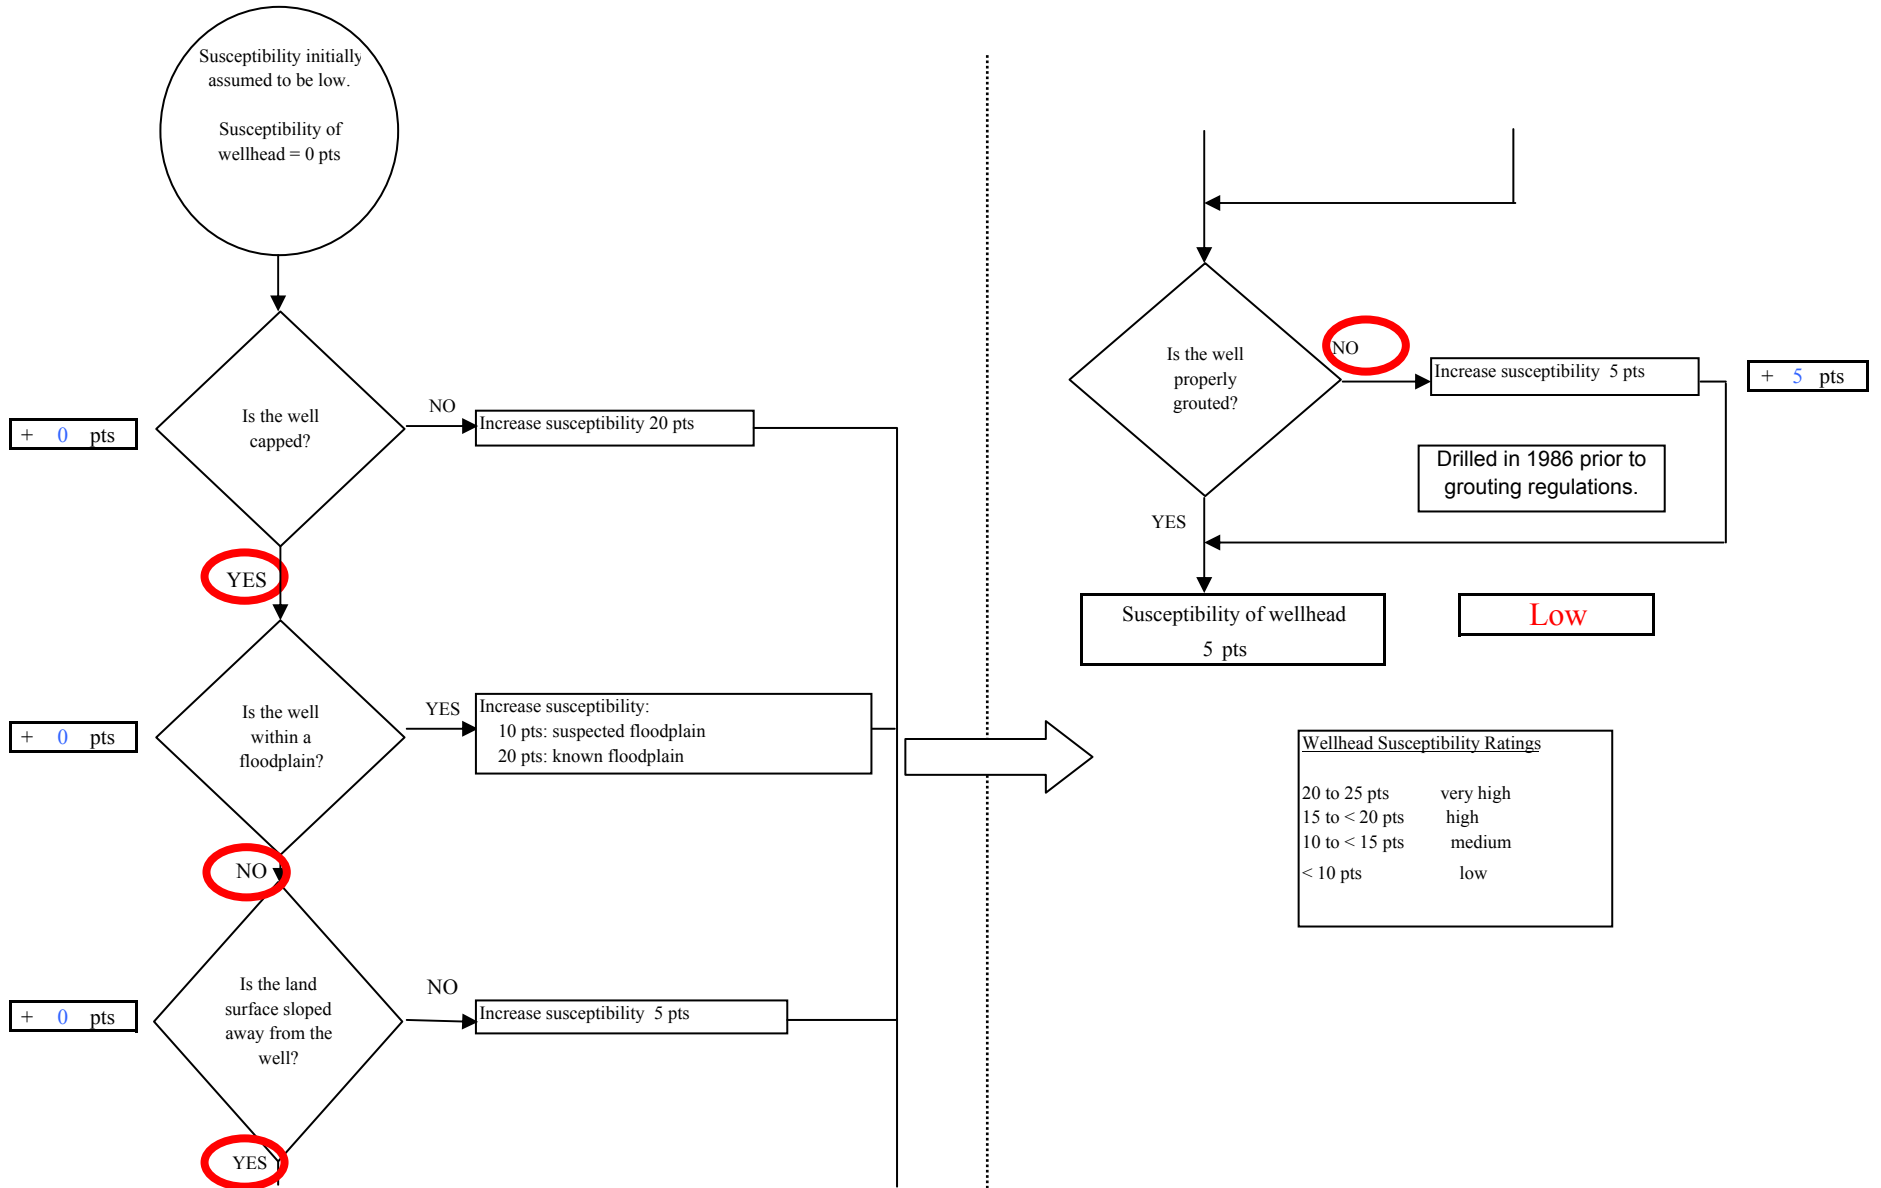 Susceptibility initially
assumed to be low.
Susceptibility of
wellhead = 0 pts
Is the well
capped?
+ 0 pts
NO
Increase susceptibility 20 pts
YES
Is the well
within a
floodplain?
+ 0 pts
YES
Increase susceptibility:
10 pts: suspected floodplain
20 pts: known floodplain
NO
Is the land
surface sloped
away from the
well?
+ 0 pts
NO
Increase susceptibility 5 pts
YES
Is the well
properly
grouted?
NO
Increase susceptibility 5 pts
+ 5 pts
Drilled in 1986 prior to
grouting regulations.
YES
Susceptibility of wellhead
5 pts
Low
Wellhead Susceptibility Ratings
20 to 25 pts very high
15 to < 20 pts high
10 to < 15 pts medium
< 10 pts low